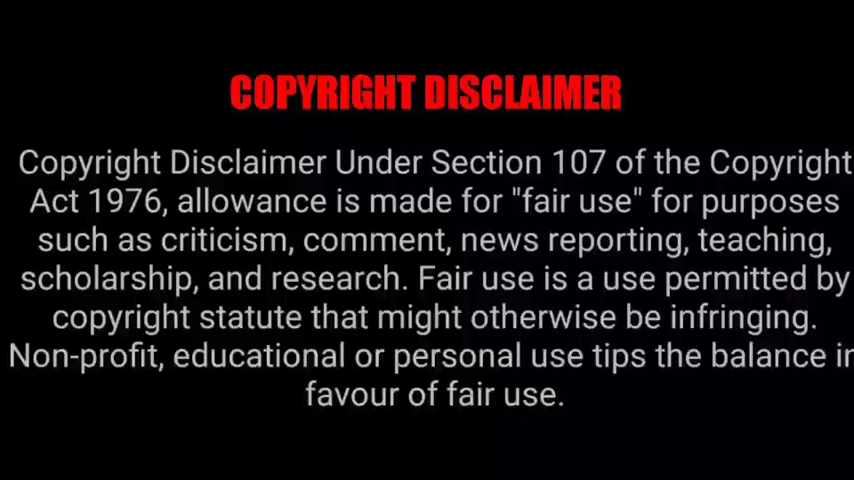 COPYRIGHT DISCLAIMER
Copyright Disclaimer Under Section 107 of the Copyright
Act 1976, allowance is made for "fair use" for purposes
such as criticism, comment, news reporting, teaching,
scholarship, and research. Fair use is a use permitted by
copyright statute that might otherwise be infringing.
Non-profit, educational or personal use tips the balance in
favour of fair use.